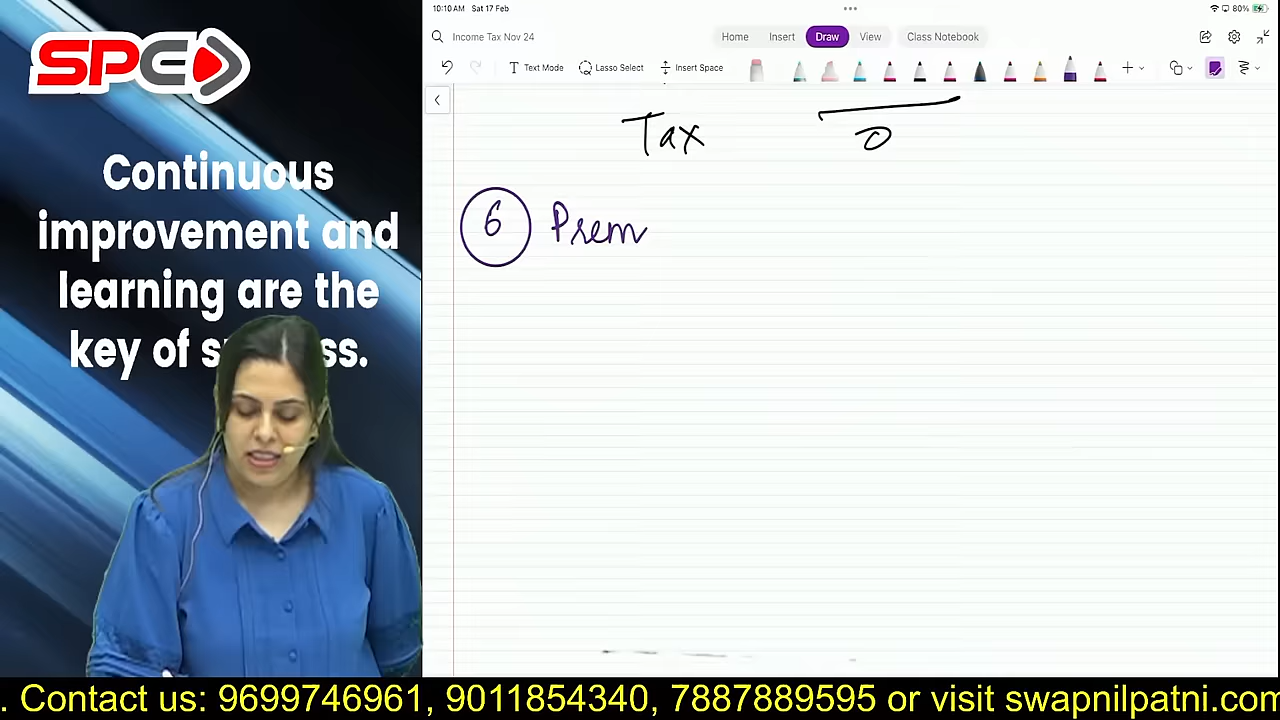 SPC
Continuous
improvement and
learning are the
key of s ss.
10:10 AM Sat 17 Feb
80%
Income Tax Nov 24
Home Insert Draw View Class Notebook
Text Mode Lasso Select Insert Space
Tax 0
6 Prem
. Contact us: 9699746961, 9011854340, 7887889595 or visit swapnilpatni.com